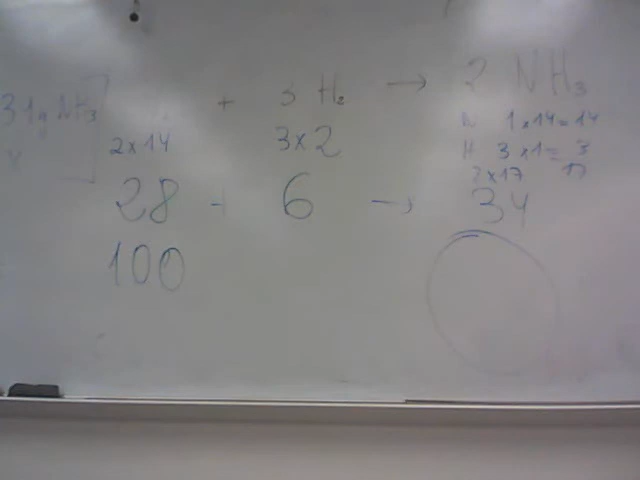 + 3 H₂ → 2 NH₃
N 1x14=14
2x14 3x2 H 3x1= 3
2x17 17
28 + 6 → 34
100